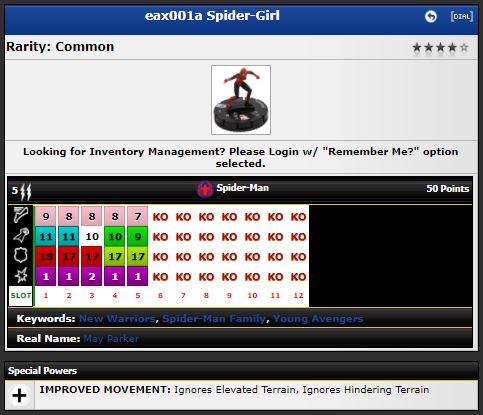 eax001a Spider-Girl
[DIAL]
Rarity: Common
Looking for Inventory Management? Please Login w/ "Remember Me?" option
selected.
5 Spider-Man 50 Points
9 8 8 8 7 KO KO KO KO KO KO KO
11 11 10 10 9 KO KO KO KO KO KO KO
18 17 17 17 17 KO KO KO KO KO KO KO
1 1 2 1 1 KO KO KO KO KO KO KO
SLOT 1 2 3 4 5 6 7 8 9 10 11 12
Keywords: New Warriors, Spider-Man Family, Young Avengers
Real Name: May Parker
Special Powers
IMPROVED MOVEMENT: Ignores Elevated Terrain, Ignores Hindering Terrain